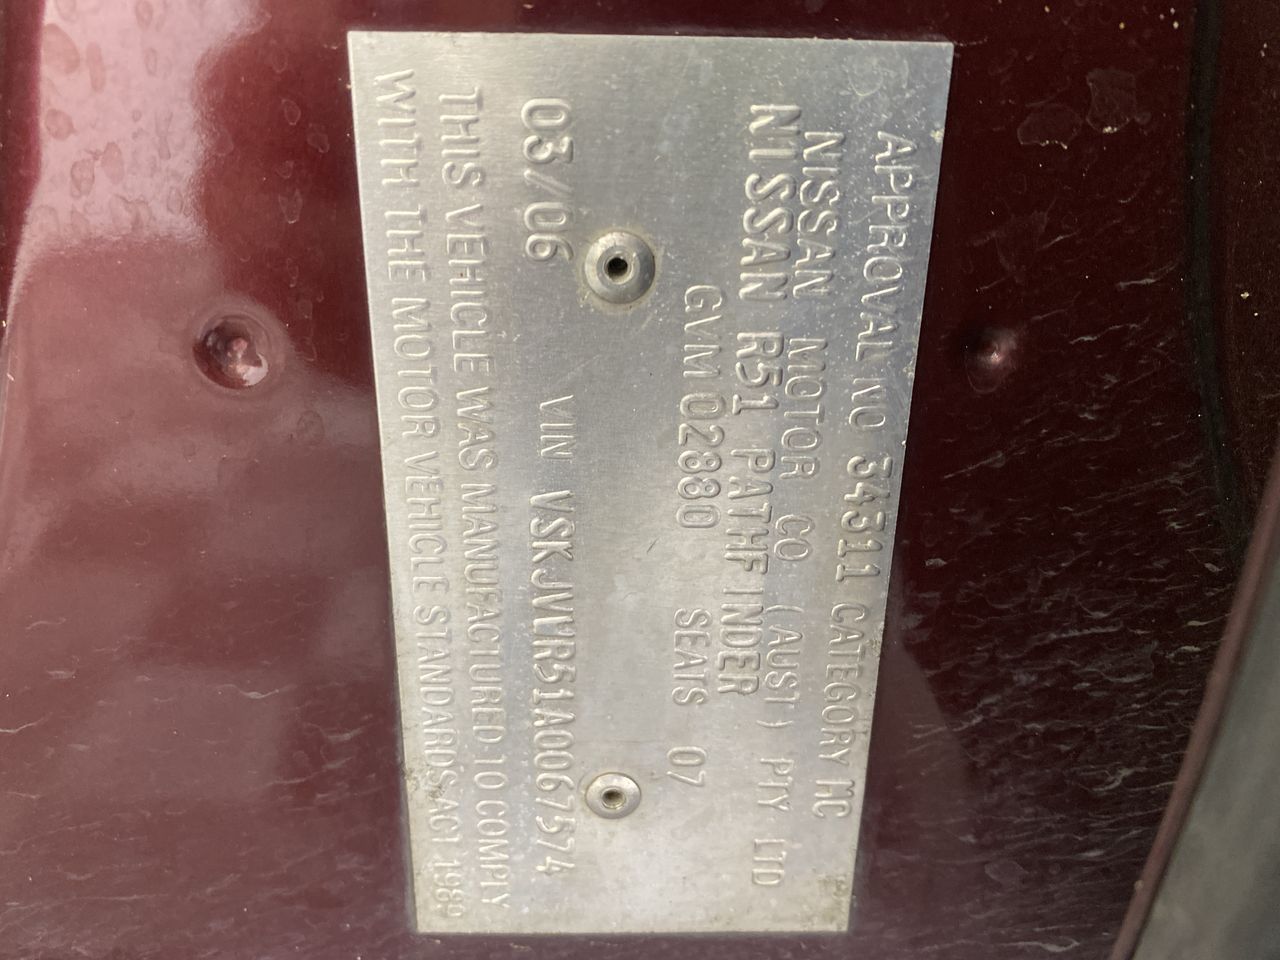 APPROVAL NO 34311 CATEGORY MC
NISSAN MOTOR CO (AUST) PTY LTD
NISSAN R51 PATHFINDER
GVM 02880 SEATS 07
03/06 VIN VSKJVVR51A0067574
THIS VEHICLE WAS MANUFACTURED TO COMPLY
WITH THE MOTOR VEHICLE STANDARDS ACT 1989